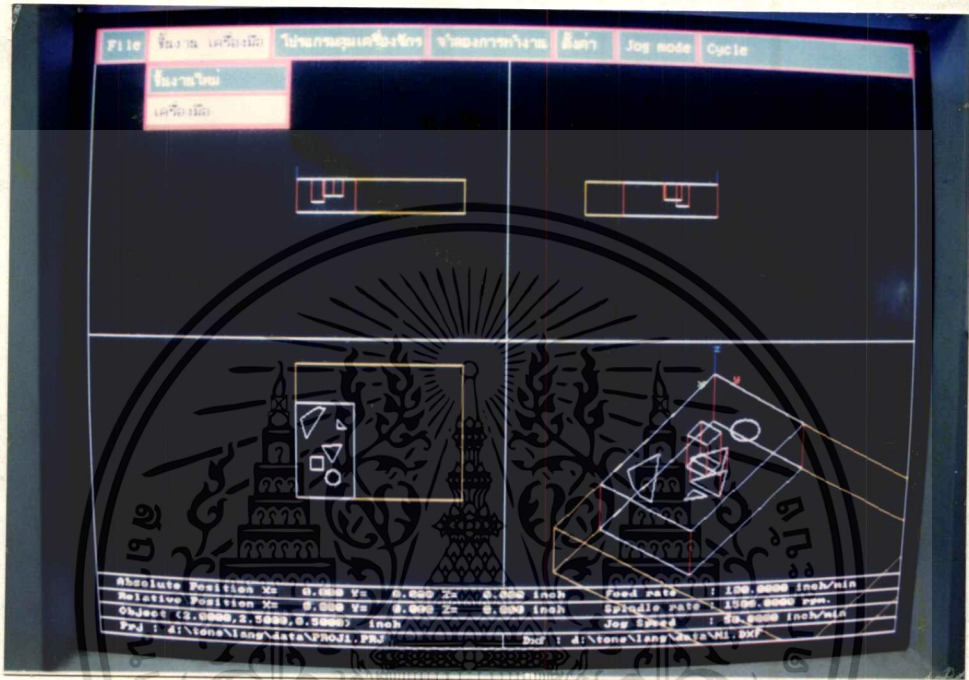 File ชิ้นงาน เครื่องมือ โปรแกรมคุมเครื่องจักร จำลองการทำงาน ตั้งค่า Jog mode Cycle
ชิ้นงานใหม่
เครื่องมือ
z
x y
Absolute Position X= 0.000 Y= 0.000 Z= 0.000 inch Feed rate : 100.0000 inch/min
Relative Position X= 0.000 Y= 0.000 Z= 0.000 inch Spindle rate : 1500.0000 rpm.
Object (2.0000,2.5000,0.5000) inch Jog Speed : 50.0000 inch/min
Prj : d:\tons\lang\data\PROJ1.PRJ Dxf : d:\tons\lang\data\M1.DXF